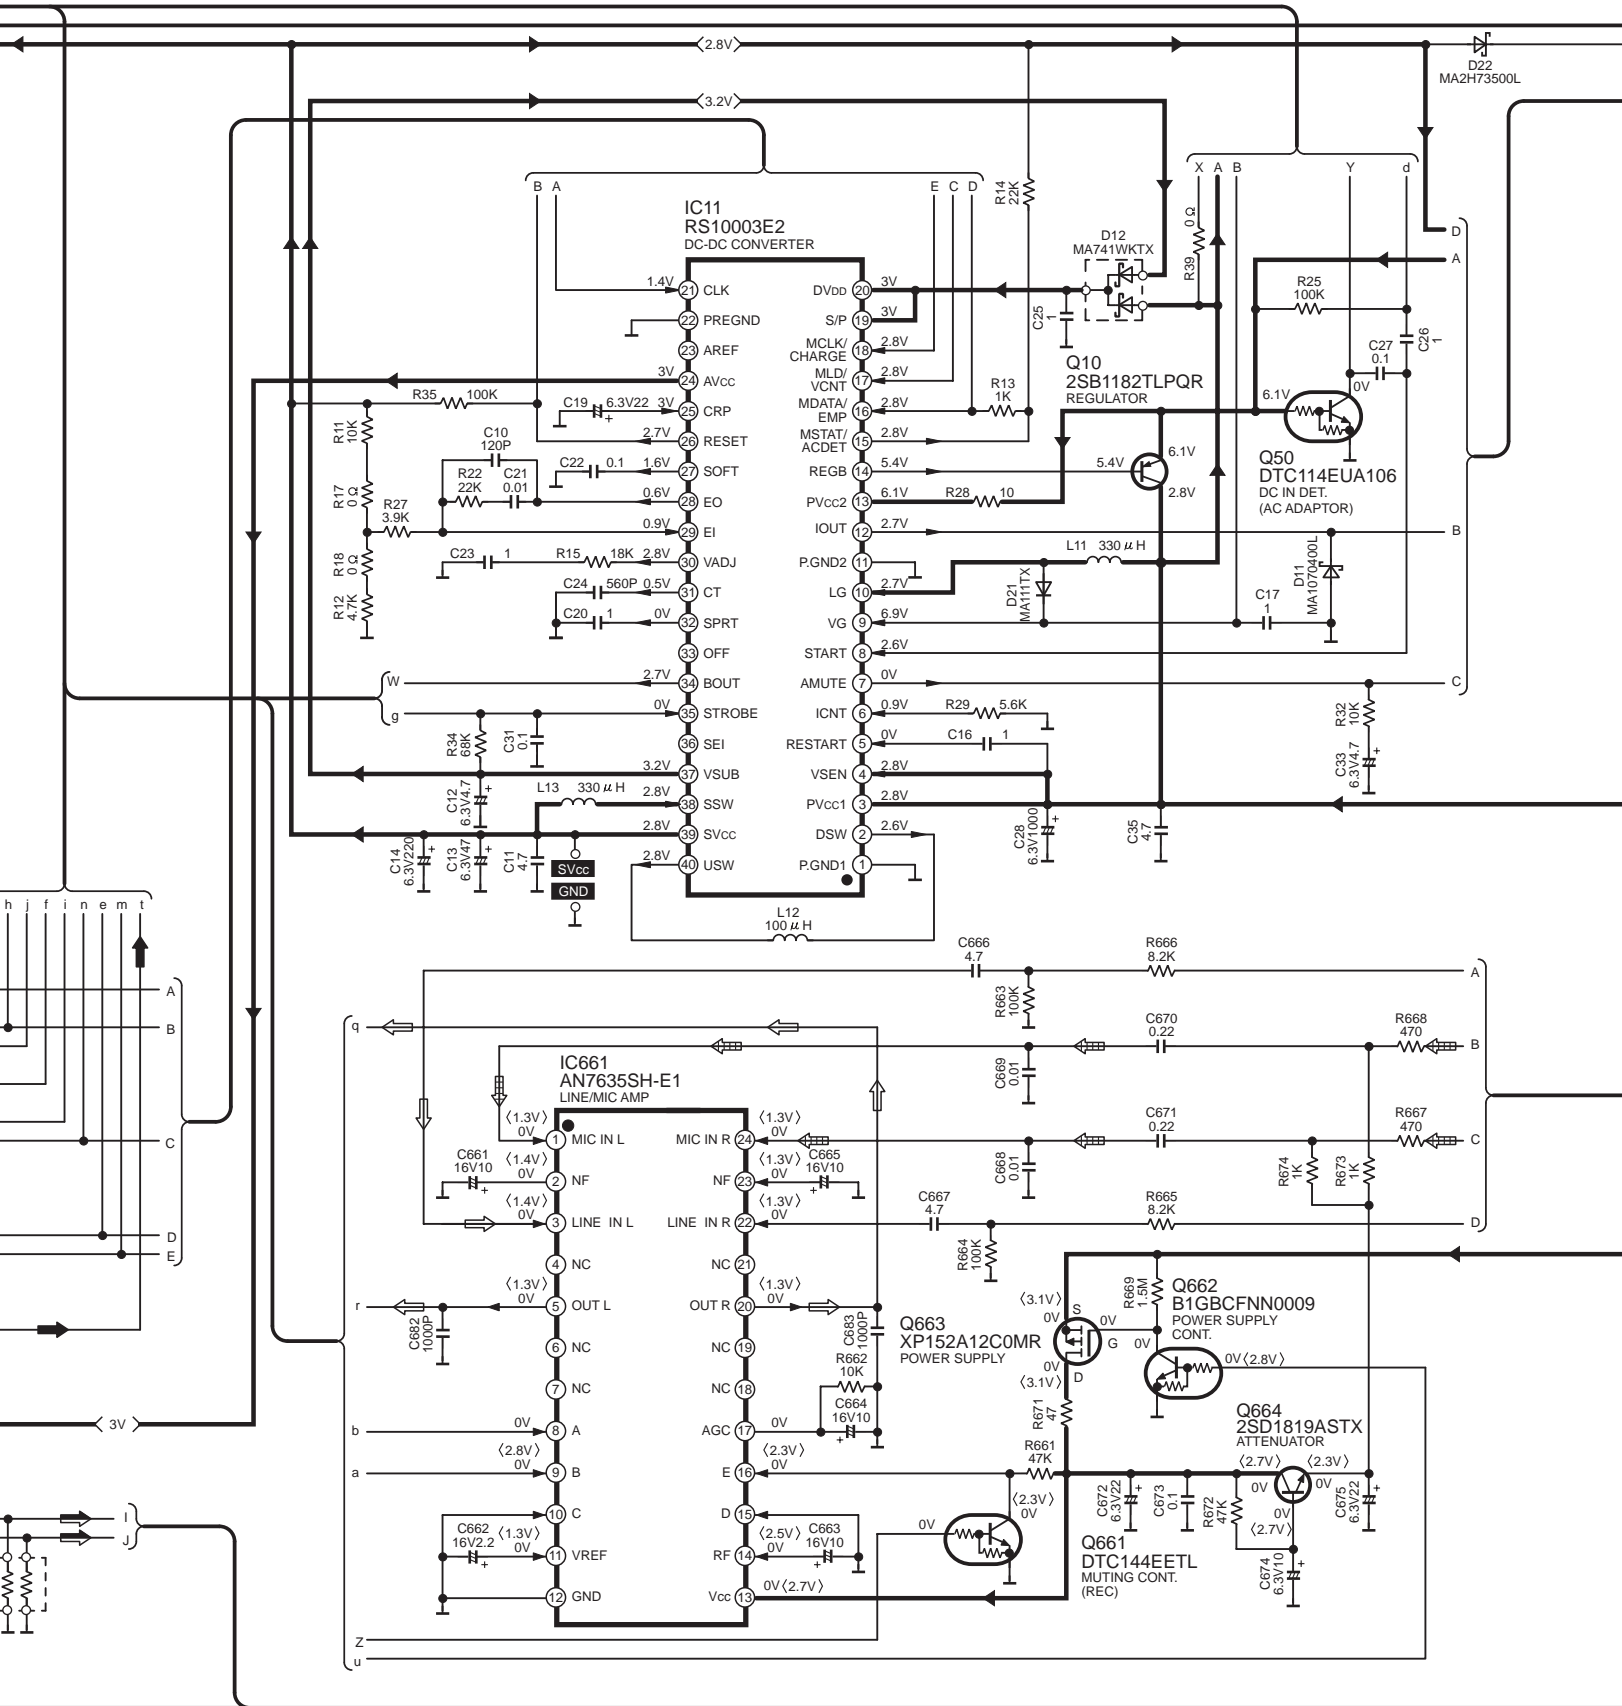 〈2.8V〉
D22
MA2H73500L
〈3.2V〉
B A
E C D
R14
22K
X A B Y d
IC11
RS10003E2
DC-DC CONVERTER
D12
MA741WKTX
R39
0 Ω
D
A
R25
100K
1.4V 21 CLK
22 PREGND
23 AREF
3V 24 AVcc
C19 6.3V22 3V 25 CRP
2.7V 26 RESET
C22 0.1 1.6V 27 SOFT
0.6V 28 EO
0.9V 29 EI
C23 1 R15 18K 2.8V 30 VADJ
C24 560P 0.5V 31 CT
C20 1 0V 32 SPRT
33 OFF
W 2.7V 34 BOUT
g 0V 35 STROBE
36 SEI
3.2V 37 VSUB
L13 330 μH 2.8V 38 SSW
2.8V 39 SVcc
2.8V 40 USW
DVDD 20 3V
S/P 19 3V
MCLK/
CHARGE 18 2.8V
MLD/
VCNT 17 2.8V
MDATA/
EMP 16 2.8V
MSTAT/
ACDET 15 2.8V
REGB 14 5.4V
PVcc2 13 6.1V R28 10
IOUT 12 2.7V B
P.GND2 11
LG 10 2.7V
VG 9 6.9V
START 8 2.6V
AMUTE 7 0V C
ICNT 6 0.9V R29 5.6K
RESTART 5 0V C16 1
VSEN 4 2.8V
PVcc1 3 2.8V
DSW 2 2.6V
P.GND1 1
C25
1
R13
1K
Q10
2SB1182TLPQR
REGULATOR
5.4V 6.1V
2.8V
C27
0.1
C26
1
6.1V 0V
Q50
DTC114EUA106
DC IN DET.
(AC ADAPTOR)
R35 100K
R11
10K
R17
0 Ω
R27
3.9K
R18
0 Ω
R12
4.7K
C10
120P
R22
22K
C21
0.01
L11 330 μH
D21
MA111TX
D11
MA1070400L
C17
1
R34
68K
C31
0.1
C12
6.3V4.7
C14
6.3V220
C13
6.3V47
C11
4.7
SVcc
GND
R32
10K
C33
6.3V4.7
C28
6.3V1000
C35
4.7
L12
100 μH
h j f i n e m t
A
B
C
D
E
C666
4.7
R666
8.2K
A
R663
100K
q
C670
0.22
R668
470
B
C669
0.01
IC661
AN7635SH-E1
LINE/MIC AMP
C671
0.22
R667
470
C
C668
0.01
R674
1K
R673
1K
C667
4.7
R665
8.2K
D
R664
100K
〈1.3V〉
0V 1 MIC IN L
C661
16V10
〈1.4V〉
0V 2 NF
〈1.4V〉
0V 3 LINE IN L
4 NC
r
〈1.3V〉
0V 5 OUT L
C682
1000P
6 NC
7 NC
b 0V 8 A
〈2.8V〉
a 0V 9 B
10 C
C662
16V2.2
〈1.3V〉
0V 11 VREF
12 GND
MIC IN R 24
〈1.3V〉
0V
NF 23
〈1.3V〉
0V
C665
16V10
LINE IN R 22
〈1.3V〉
0V
NC 21
OUT R 20
〈1.3V〉
0V
NC 19
NC 18
AGC 17 0V
E 16
〈2.3V〉
0V
D 15
RF 14
〈2.5V〉
0V
C663
16V10
Vcc 13 0V〈2.7V〉
C683
1000P
R662
10K
C664
16V10
Q663
XP152A12C0MR
POWER SUPPLY
〈3.1V〉
0V
S
0V
G
0V
〈3.1V〉
D
R669
1.5M
Q662
B1GBCFNN0009
POWER SUPPLY
CONT.
0V
0V〈2.8V〉
R671
47
R661
47K
Q664
2SD1819ASTX
ATTENUATOR
〈2.7V〉
0V
〈2.3V〉
0V
〈2.7V〉
0V
C672
6.3V22
C673
0.1
R672
47K
C675
6.3V22
C674
6.3V10
〈2.3V〉
0V
0V
Q661
DTC144EETL
MUTING CONT.
(REC)
〈 3V 〉
I
J
Z
u